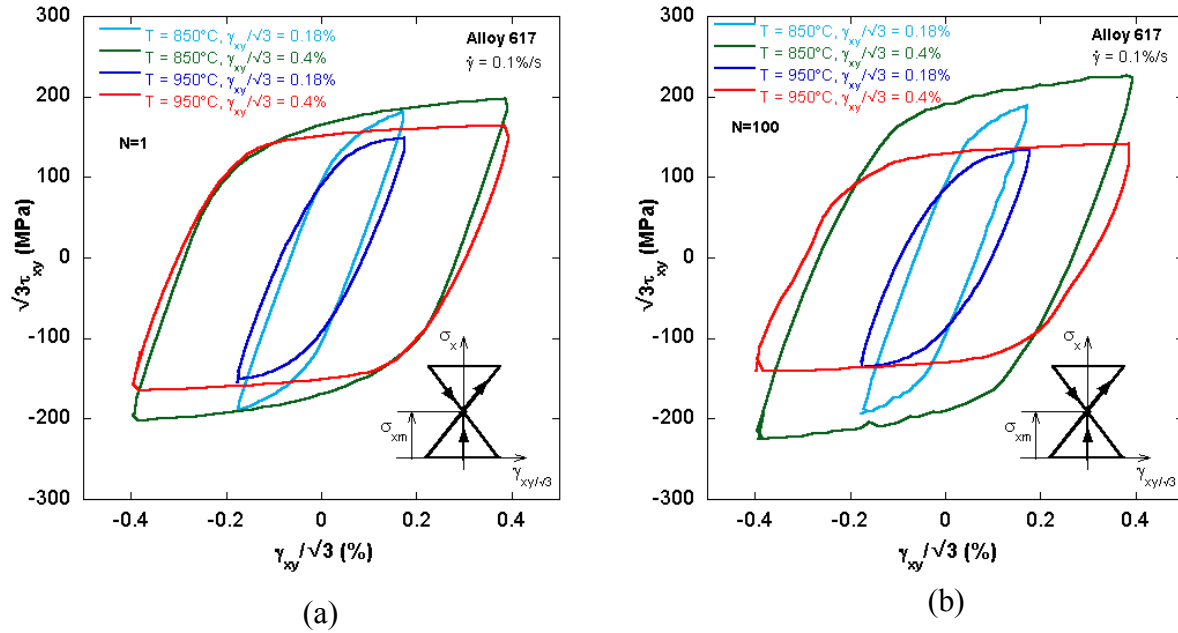 300
200
100
0
-100
-200
-300
√3τxy (MPa)
T = 850°C, γxy/√3 = 0.18%
T = 850°C, γxy/√3 = 0.4%
T = 950°C, γxy/√3 = 0.18%
T = 950°C, γxy/√3 = 0.4%
Alloy 617
γ̇ = 0.1%/s
N=1
σx
σxm
γxy/√3
-0.4 -0.2 0 0.2 0.4
γxy/√3 (%)
(a)
300
200
100
0
-100
-200
-300
√3τxy (MPa)
T = 850°C, γxy/√3 = 0.18%
T = 850°C, γxy/√3 = 0.4%
T = 950°C, γxy/√3 = 0.18%
T = 950°C, γxy/√3 = 0.4%
Alloy 617
γ̇ = 0.1%/s
N=100
σx
σxm
γxy/√3
-0.4 -0.2 0 0.2 0.4
γxy/√3 (%)
(b)